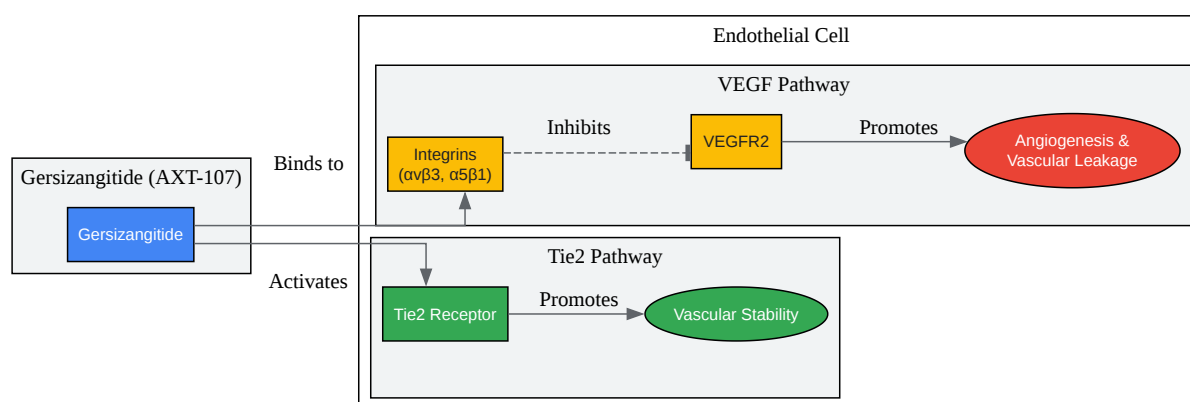 Endothelial Cell
VEGF Pathway
Inhibits
Promotes
Integrins
(αvβ3, α5β1)
VEGFR2
Angiogenesis &
Vascular Leakage
Binds to
Gersizangitide (AXT-107)
Gersizangitide
Activates
Tie2 Pathway
Tie2 Receptor
Promotes
Vascular Stability